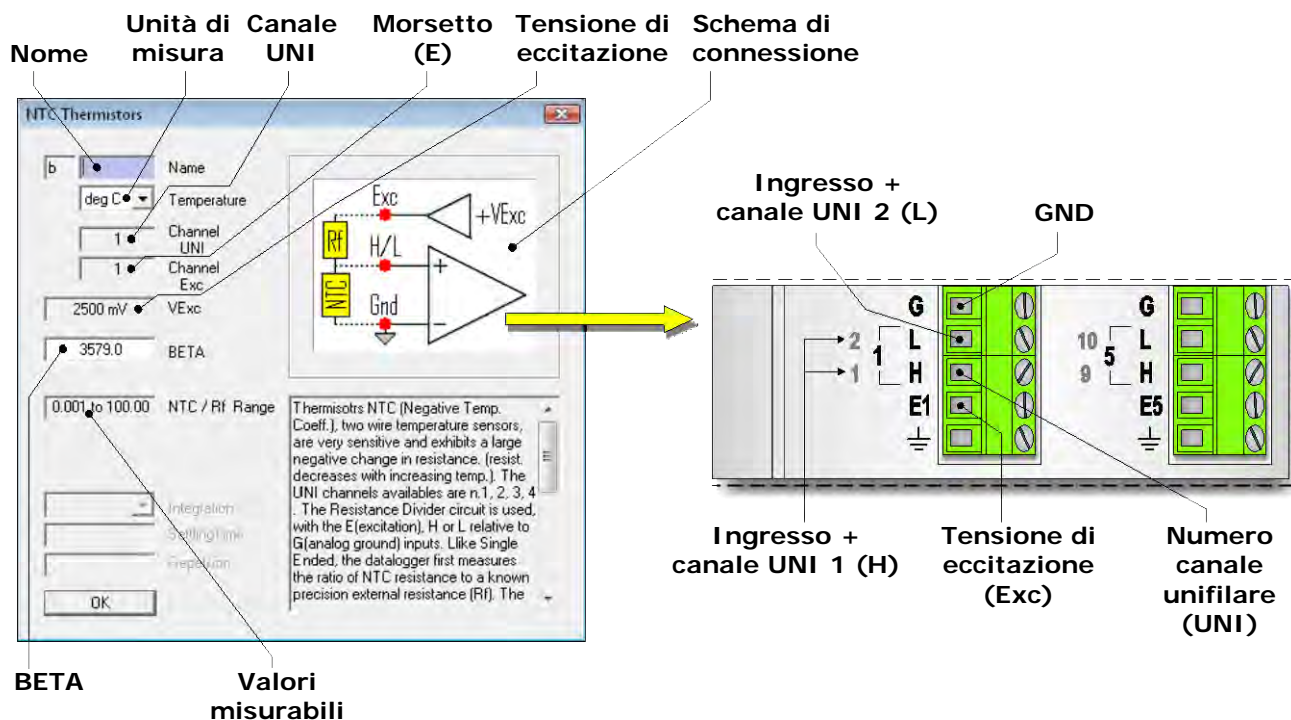 Unità di misura
Canale UNI
Morsetto (E)
Tensione di eccitazione
Schema di connessione
Nome
NTC Thermistors
b
Name
deg C
Temperature
1
Channel UNI
1
Channel Exc
2500 mV
VExc
3579.0
BETA
0.001 to 100.00
NTC / Rf Range
Integration
OK
Exc
+VExc
Rf
H/L
+
NTC
Gnd
-
Thermisotrs NTC (Negative Temp.
Coeff.), two wire temperature sensors,
are very sensitive and exhibits a large
negative change in resistance. (resist.
decreases with increasing temp.). The
UNI channels availables are n.1, 2, 3, 4
. The Resistance Divider circuit is used,
with the E(excitation), H or L relative to
G(analog ground) inputs. Llike Single
Ended, the datalogger first measures
the ratio of NTC resistance to a known
precision external resistance (Rf). The
BETA
Valori misurabili
Ingresso +
canale UNI 2 (L)
GND
G
2
L
1
1
H
E1
G
10
L
5
9
H
E5
Ingresso +
canale UNI 1 (H)
Tensione di
eccitazione
(Exc)
Numero
canale
unifilare
(UNI)